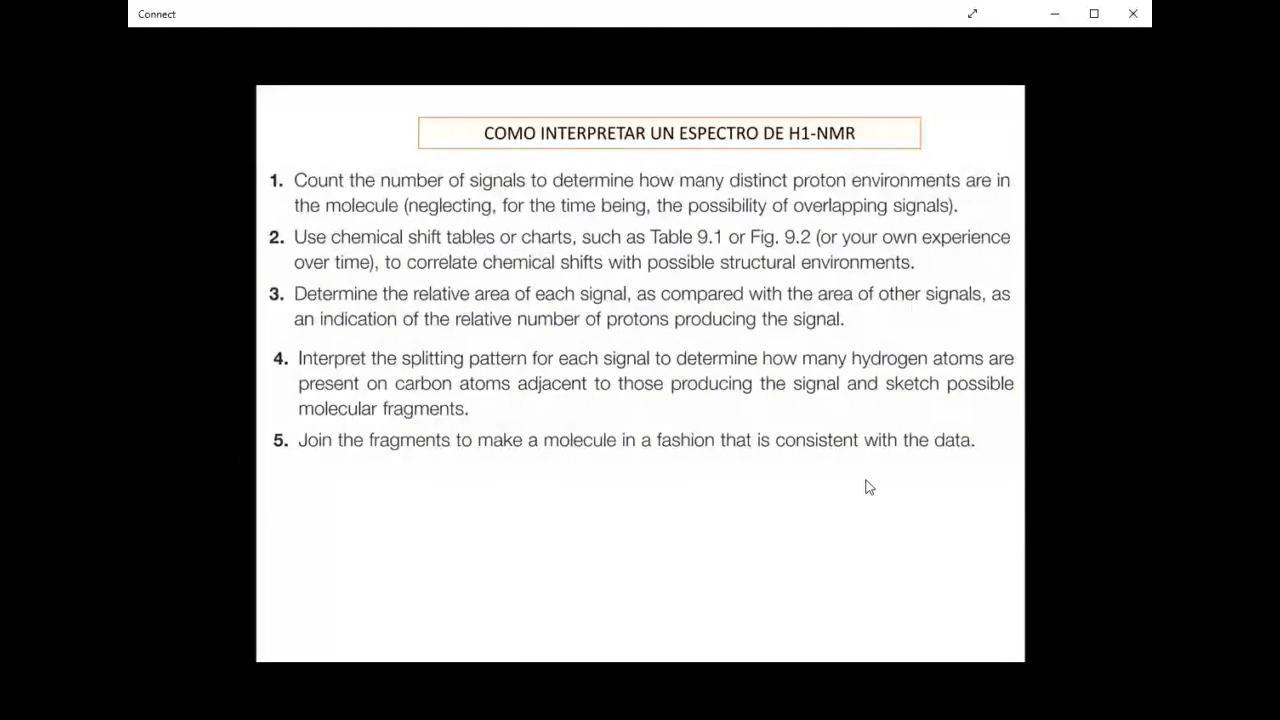 Connect
COMO INTERPRETAR UN ESPECTRO DE H1-NMR
1. Count the number of signals to determine how many distinct proton environments are in
the molecule (neglecting, for the time being, the possibility of overlapping signals).
2. Use chemical shift tables or charts, such as Table 9.1 or Fig. 9.2 (or your own experience
over time), to correlate chemical shifts with possible structural environments.
3. Determine the relative area of each signal, as compared with the area of other signals, as
an indication of the relative number of protons producing the signal.
4. Interpret the splitting pattern for each signal to determine how many hydrogen atoms are
present on carbon atoms adjacent to those producing the signal and sketch possible
molecular fragments.
5. Join the fragments to make a molecule in a fashion that is consistent with the data.